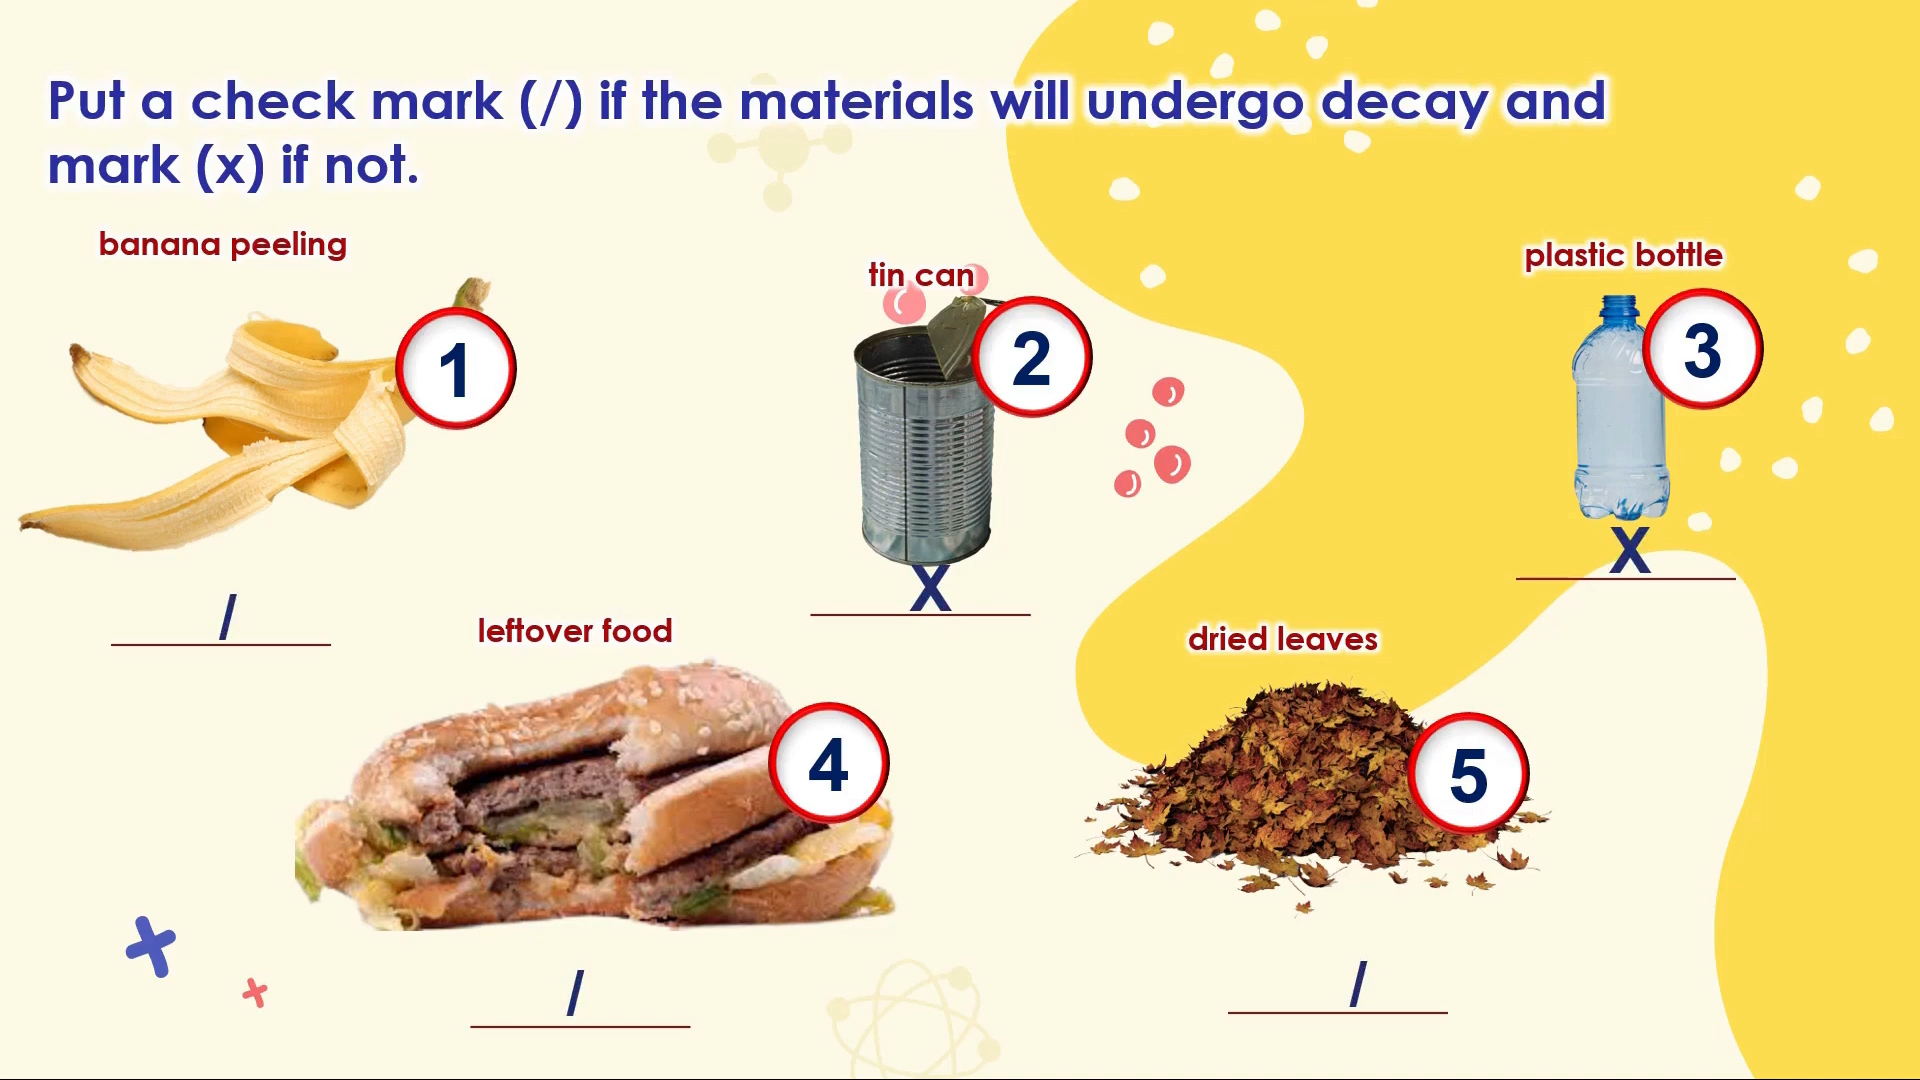 Put a check mark (/) if the materials will undergo decay and
mark (x) if not.
banana peeling
1
/
tin can
2
X
plastic bottle
3
X
leftover food
4
/
dried leaves
5
/